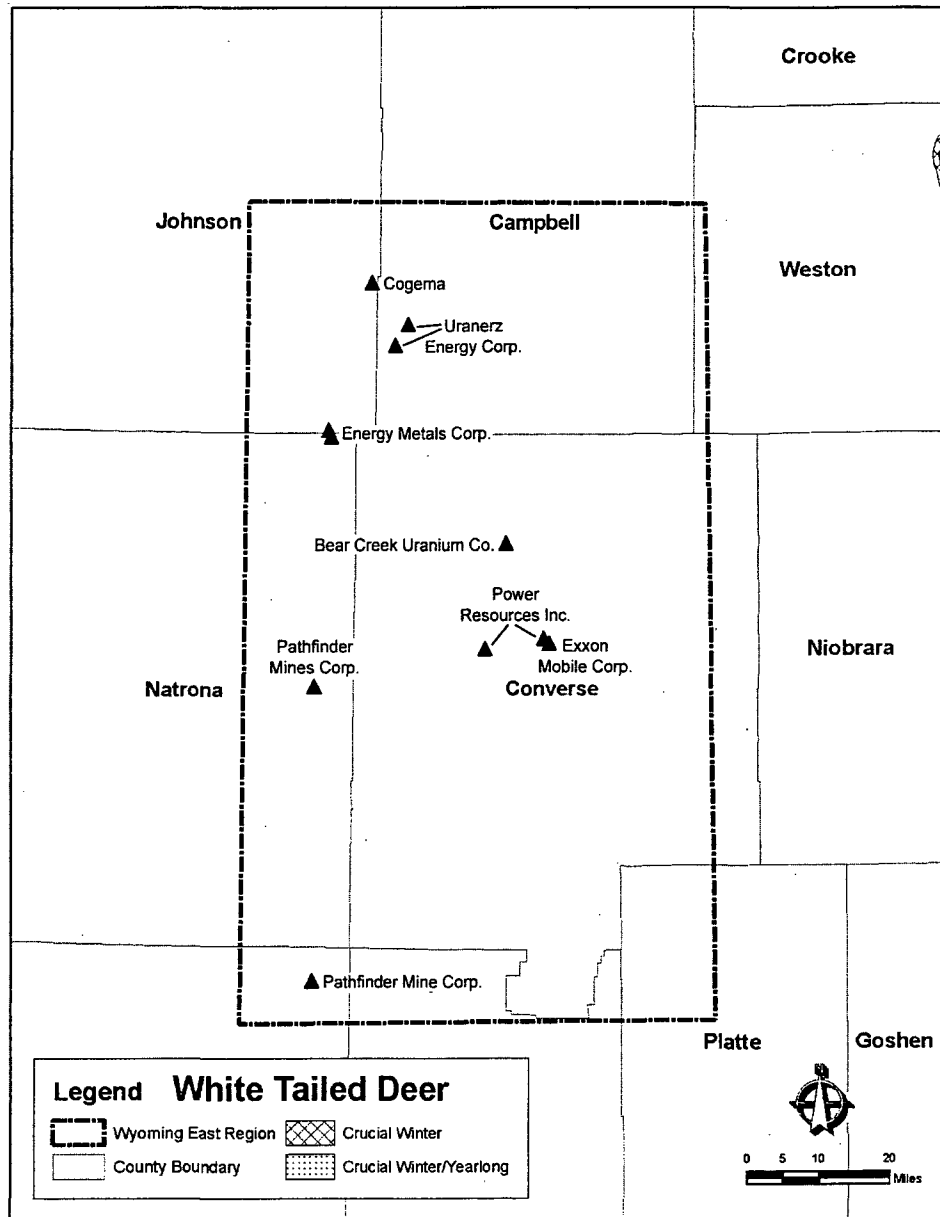 Crooke
Johnson
Campbell
Weston
Cogema
Uranerz
Energy Corp.
Energy Metals Corp.
Bear Creek Uranium Co.
Power
Resources Inc.
Exxon
Mobile Corp.
Pathfinder
Mines Corp.
Niobrara
Natrona
Converse
Pathfinder Mine Corp.
Platte
Goshen
Legend White Tailed Deer
Wyoming East Region
Crucial Winter
County Boundary
Crucial Winter/Yearlong
0 5 10 20
Miles